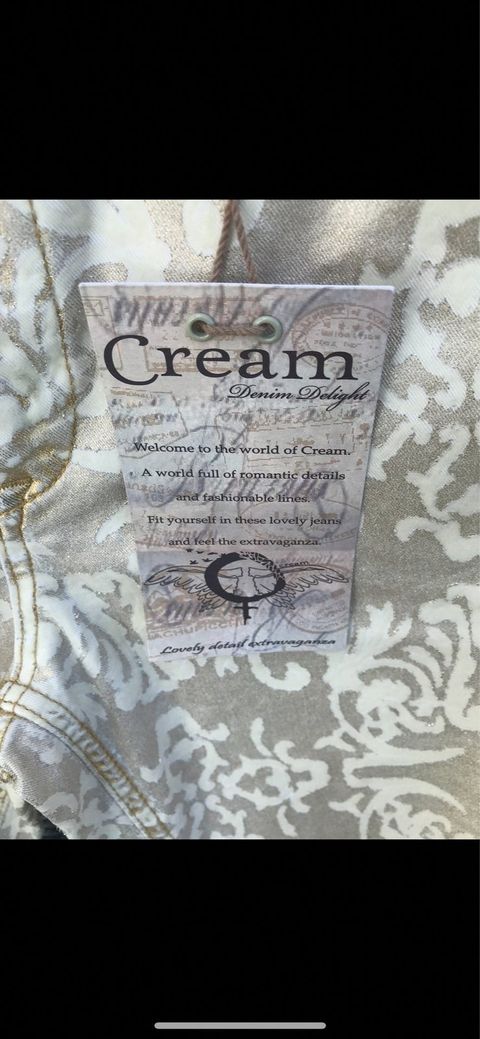 Cream
Denim Delight
Welcome to the world of Cream.
A world full of romantic details
and fashionable lines.
Fit yourself in these lovely jeans
and feel the extravaganza.
cream
Lovely detail extravaganza